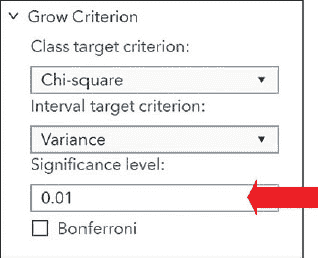 Grow Criterion
Class target criterion:
Chi-square
Interval target criterion:
Variance
Significance level:
0.01
Bonferroni